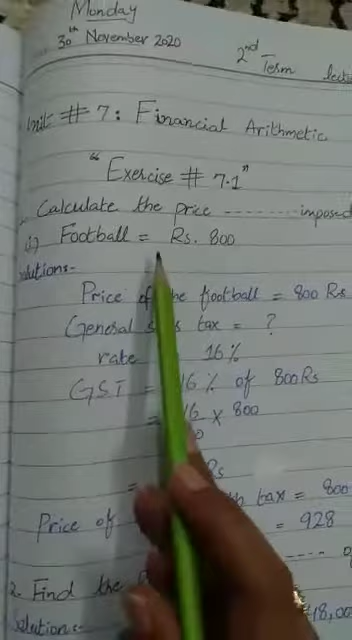 Monday
30th November 2020
2nd Term lectu
Unit # 7: Financial Arithmetic
"Exercise # 7.1"
Calculate the price -------- imposed
(i) Football = Rs. 800
Solution:-
Price of the football = 800 Rs
General tax = ?
rate 16%
GST = 16% of 800 Rs
= 16 × 800
Rs
= tax = 800
Price of = 928
2. Find the ---- o
Solution:- 18,00